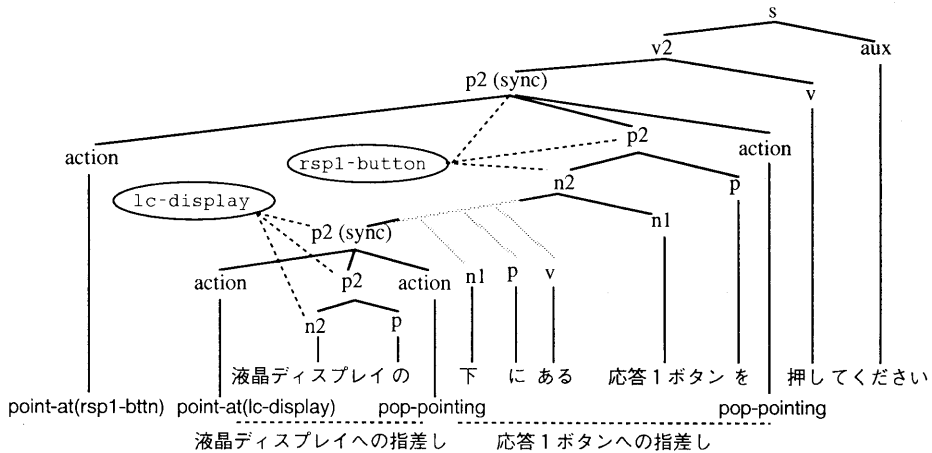 s
v2 aux
p2 (sync) v
action rsp1-button p2 action
lc-display n2 p
p2 (sync) n1
action p2 action n1 p v
n2 p
液晶ディスプレイ の 下 に ある 応答1ボタン を 押してください
point-at(rsp1-bttn) point-at(lc-display) pop-pointing pop-pointing
液晶ディスプレイへの指差し 応答1ボタンへの指差し